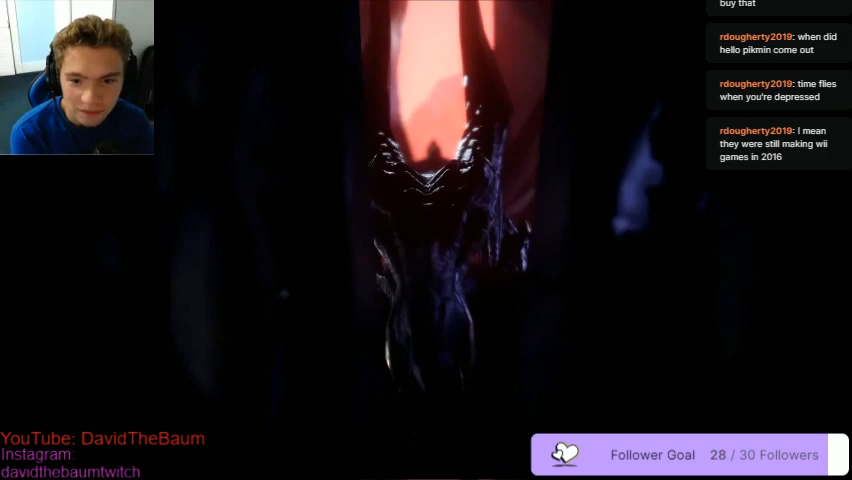 buy that
rdougherty2019: when did
hello pikmin come out
rdougherty2019: time flies
when you're depressed
rdougherty2019: I mean
they were still making wii
games in 2016
YouTube: DavidTheBaum
Instagram:
davidthebaumtwitch
Follower Goal 28 / 30 Followers